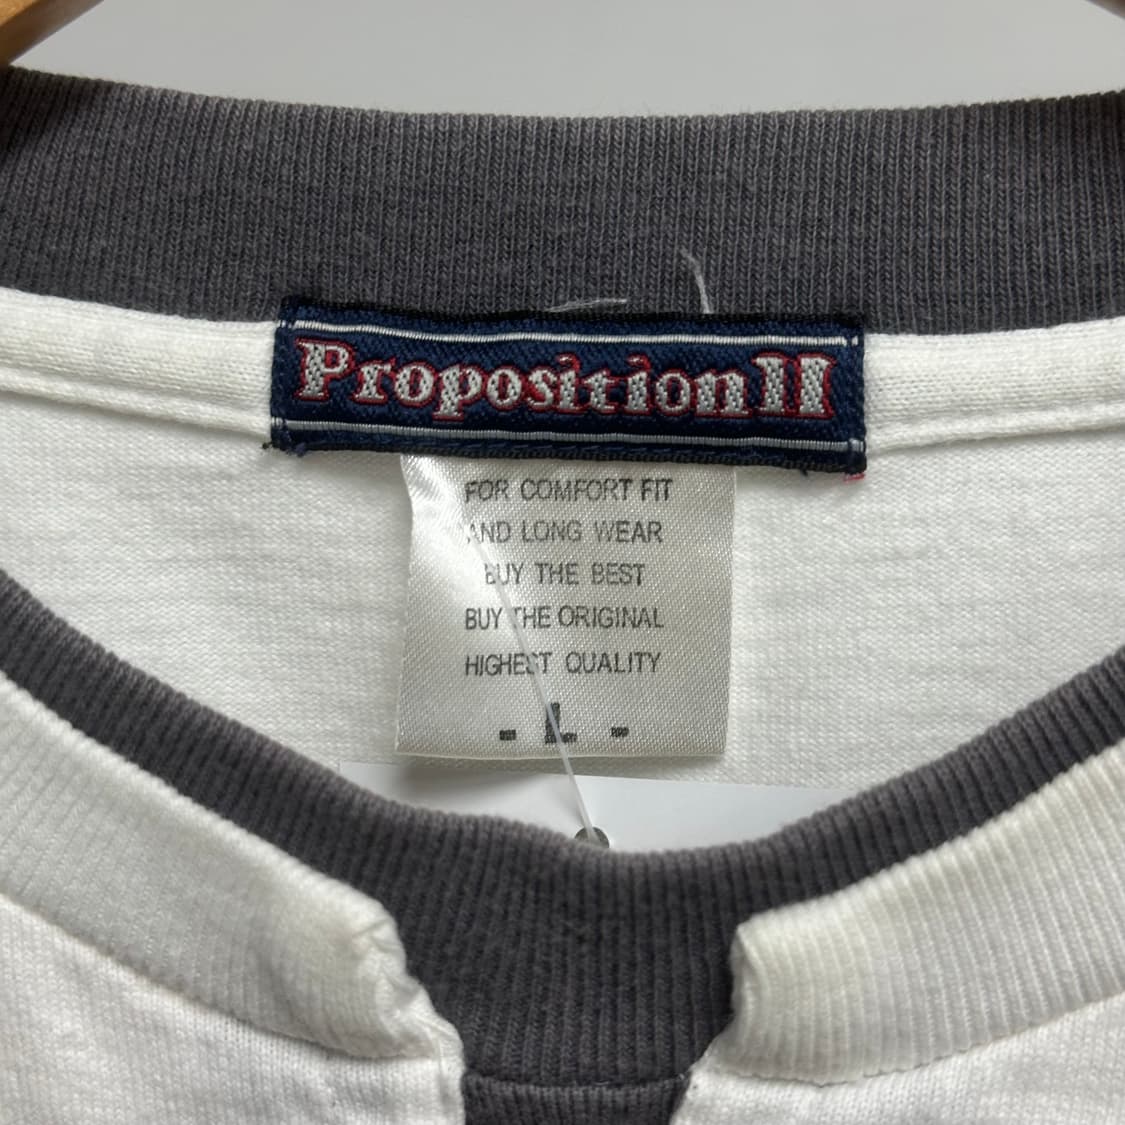 PropositionII
FOR COMFORT FIT
AND LONG WEAR
BUY THE BEST
BUY THE ORIGINAL
HIGHEST QUALITY
- L -